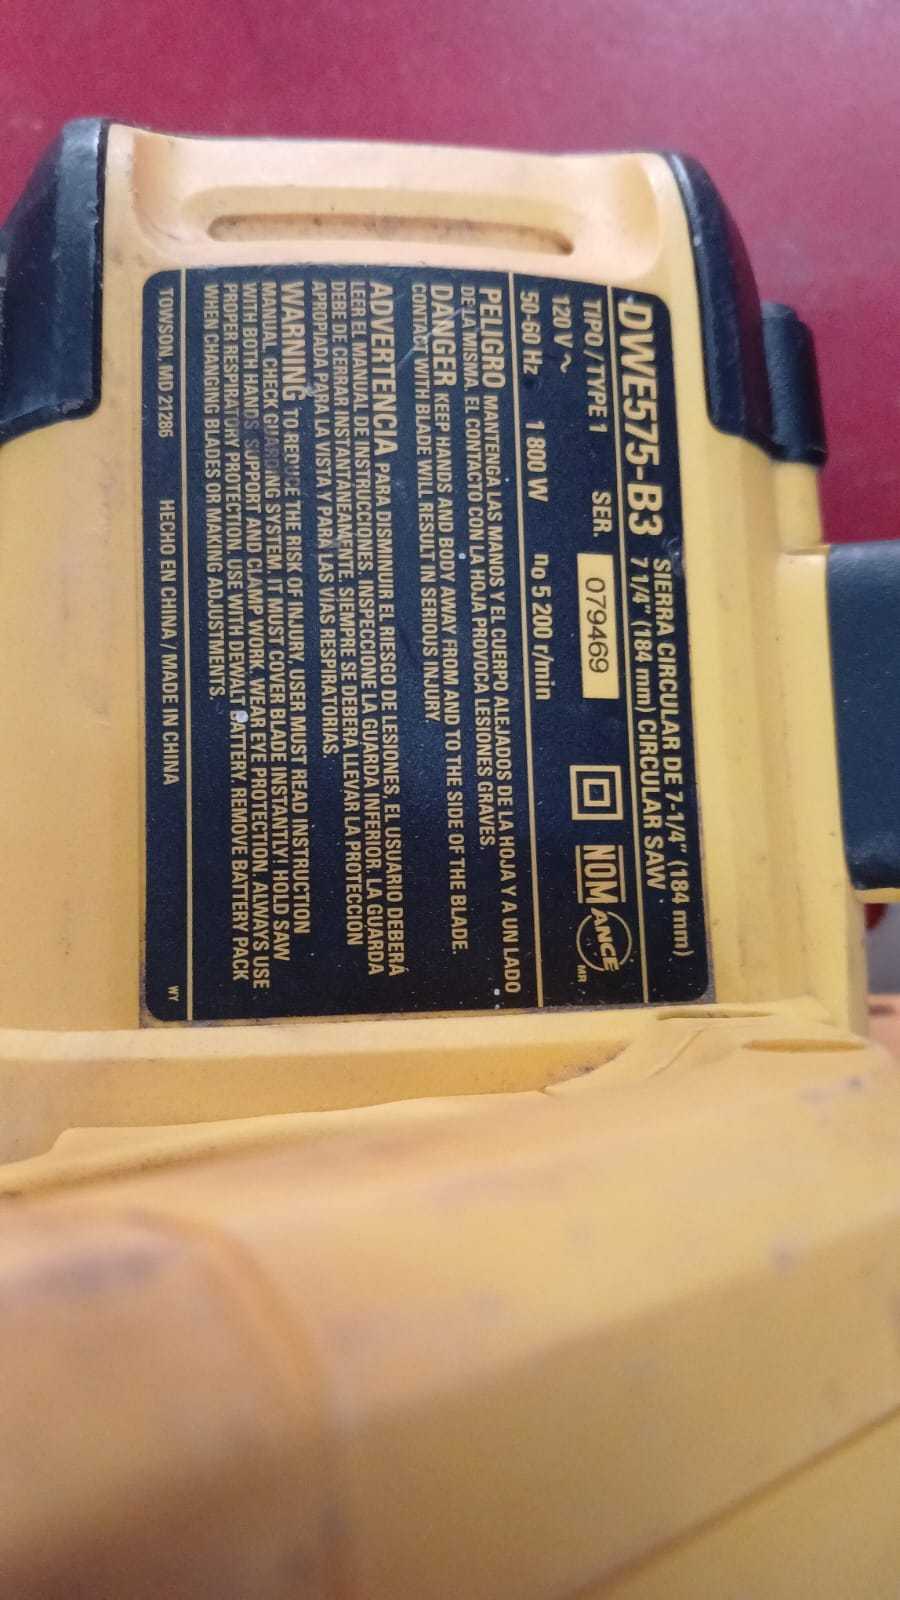 DWE575-B3 SIERRA CIRCULAR DE 7-1/4" (184 mm)
7 1/4" (184 mm) CIRCULAR SAW
TIPO / TYPE 1 SER. 079469 NOM ANCE MR
120V ~
50-60 Hz 1 800 W no 5 200 r/min
PELIGRO MANTENGA LAS MANOS Y EL CUERPO ALEJADOS DE LA HOJA Y A UN LADO
DE LA MISMA. EL CONTACTO CON LA HOJA PROVOCA LESIONES GRAVES.
DANGER KEEP HANDS AND BODY AWAY FROM AND TO THE SIDE OF THE BLADE.
CONTACT WITH BLADE WILL RESULT IN SERIOUS INJURY.
ADVERTENCIA PARA DISMINUIR EL RIESGO DE LESIONES, EL USUARIO DEBERÁ
LEER EL MANUAL DE INSTRUCCIONES. INSPECCIONE LA GUARDA INFERIOR. LA GUARDA
DEBE DE CERRAR INSTANTÁNEAMENTE. SIEMPRE SE DEBERÁ LLEVAR LA PROTECCIÓN
APROPIADA PARA LA VISTA Y PARA LAS VIAS RESPIRATORIAS.
WARNING TO REDUCE THE RISK OF INJURY, USER MUST READ INSTRUCTION
MANUAL. CHECK GUARDING SYSTEM, IT MUST COVER BLADE INSTANTLY! HOLD SAW
WITH BOTH HANDS. SUPPORT AND CLAMP WORK. WEAR EYE PROTECTION. ALWAYS USE
PROPER RESPIRATORY PROTECTION. USE WITH DEWALT BATTERY. REMOVE BATTERY PACK
WHEN CHANGING BLADES OR MAKING ADJUSTMENTS.
TOWSON, MD 21286 HECHO EN CHINA / MADE IN CHINA WY